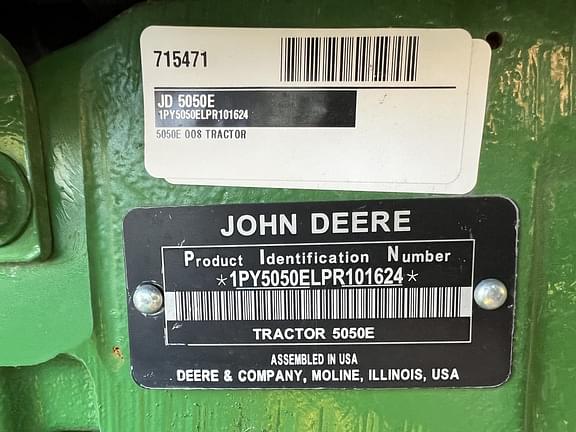 715471
JD 5050E
1PY5050ELPR101624
5050E 00S TRACTOR
JOHN DEERE
Product Identification Number
*1PY5050ELPR101624*
TRACTOR 5050E
ASSEMBLED IN USA
DEERE & COMPANY, MOLINE, ILLINOIS, USA